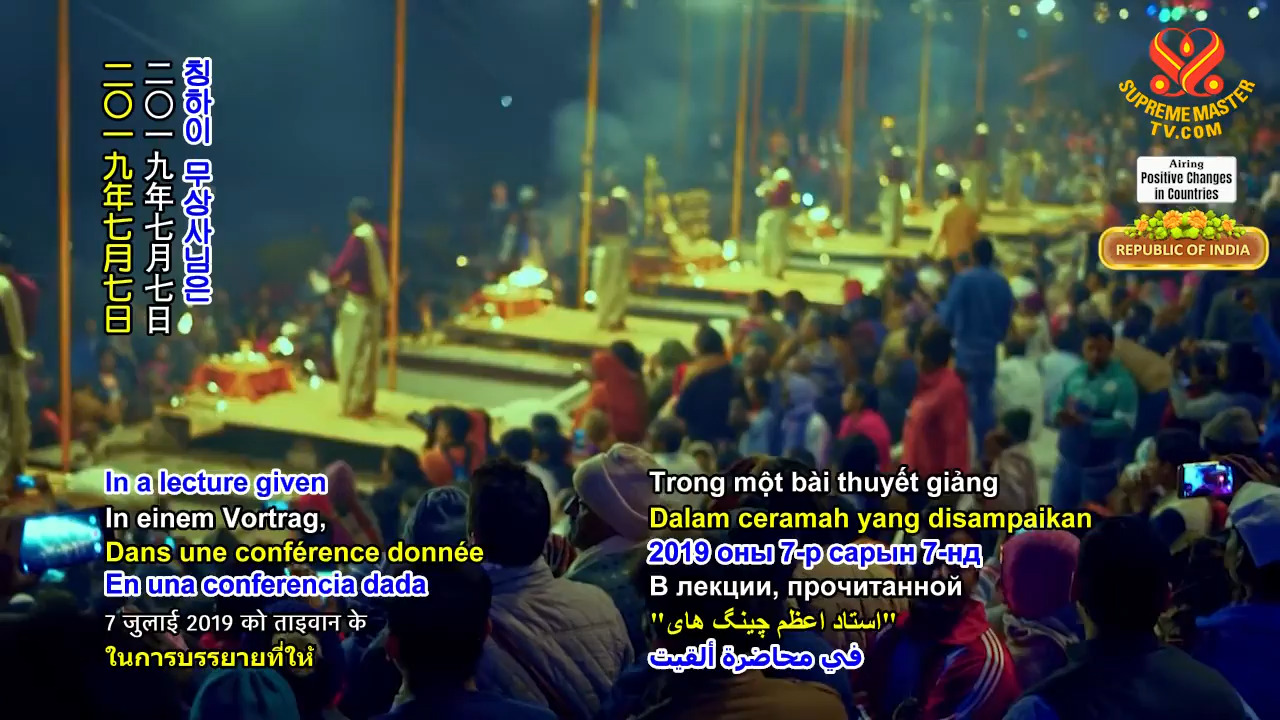 二〇一九年七月七日
二〇一九年七月七日
칭하이 무상사님은
SUPREME MASTER
TV.COM
Airing
Positive Changes
in Countries
REPUBLIC OF INDIA
In a lecture given
In einem Vortrag,
Dans une conférence donnée
En una conferencia dada
7 जुलाई 2019 को ताइवान के
ในการบรรยายที่ให้
Trong một bài thuyết giảng
Dalam ceramah yang disampaikan
2019 оны 7-р сарын 7-нд
В лекции, прочитанной
"استاد اعظم چینگ های"
في محاضرة ألقيت